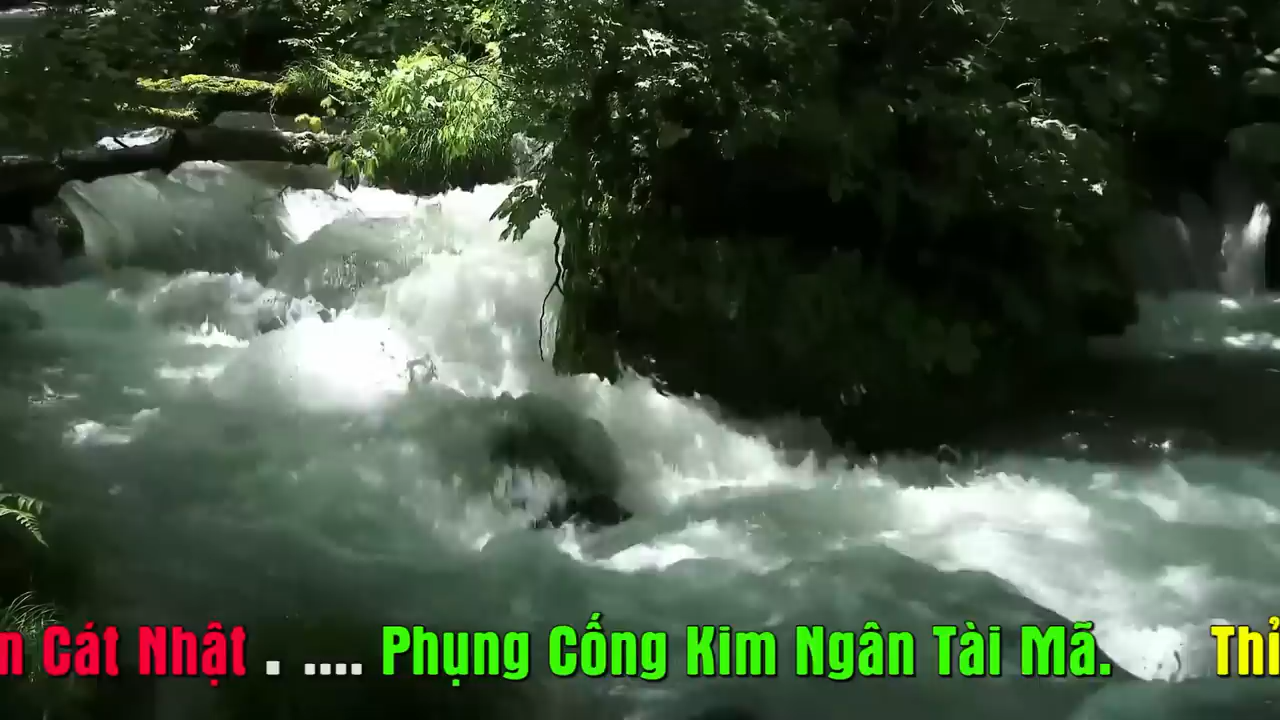 Cát Nhật . .... Phụng Cống Kim Ngân Tài Mã.